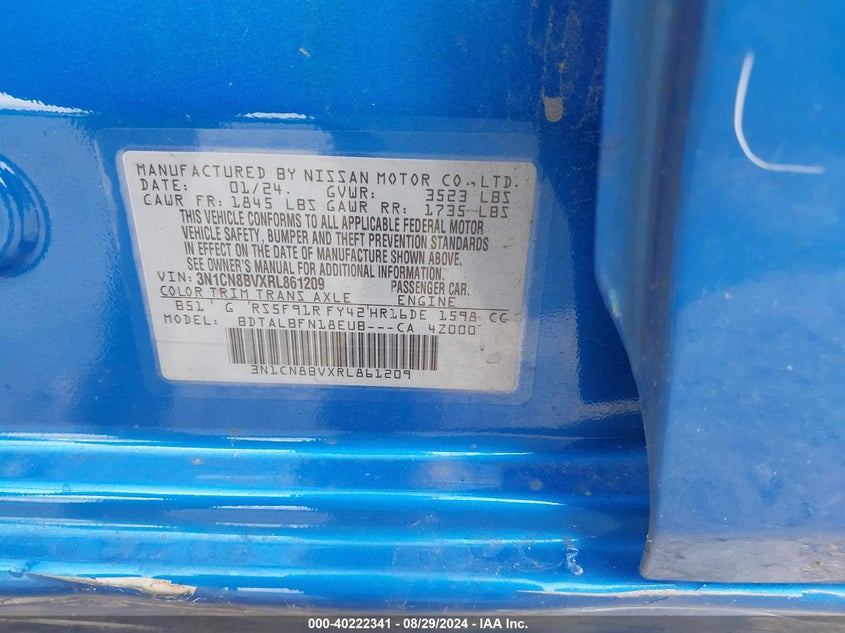 MANUFACTURED BY NISSAN MOTOR CO.,LTD.
DATE: 01/24. GVWR: 3523 LBS
GAWR FR: 1845 LBS GAWR RR: 1735 LBS
THIS VEHICLE CONFORMS TO ALL APPLICABLE FEDERAL MOTOR
VEHICLE SAFETY, BUMPER AND THEFT PREVENTION STANDARDS
IN EFFECT ON THE DATE OF MANUFACTURE SHOWN ABOVE.
SEE OWNER'S MANUAL FOR ADDITIONAL INFORMATION.
VIN: 3N1CN8BVXRL861209 PASSENGER CAR.
COLOR TRIM TRANS AXLE ENGINE
B51 G RS5F91R FY42 HR16DE 1598 CC
MODEL: BDTALBFN18EUB---CA 4Z000
3N1CN8BVXRL861209
000-40222341 - 08/29/2024 - IAA Inc.